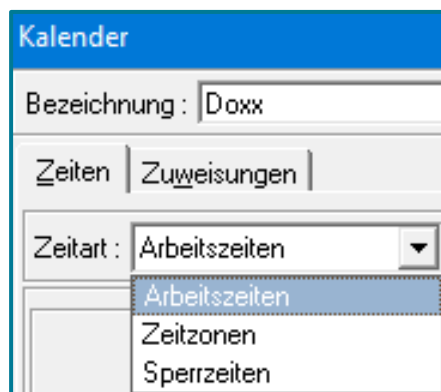 Kalender
Bezeichnung : Doxx
Zeiten Zuweisungen
Zeitart : Arbeitszeiten
Arbeitszeiten
Zeitzonen
Sperrzeiten